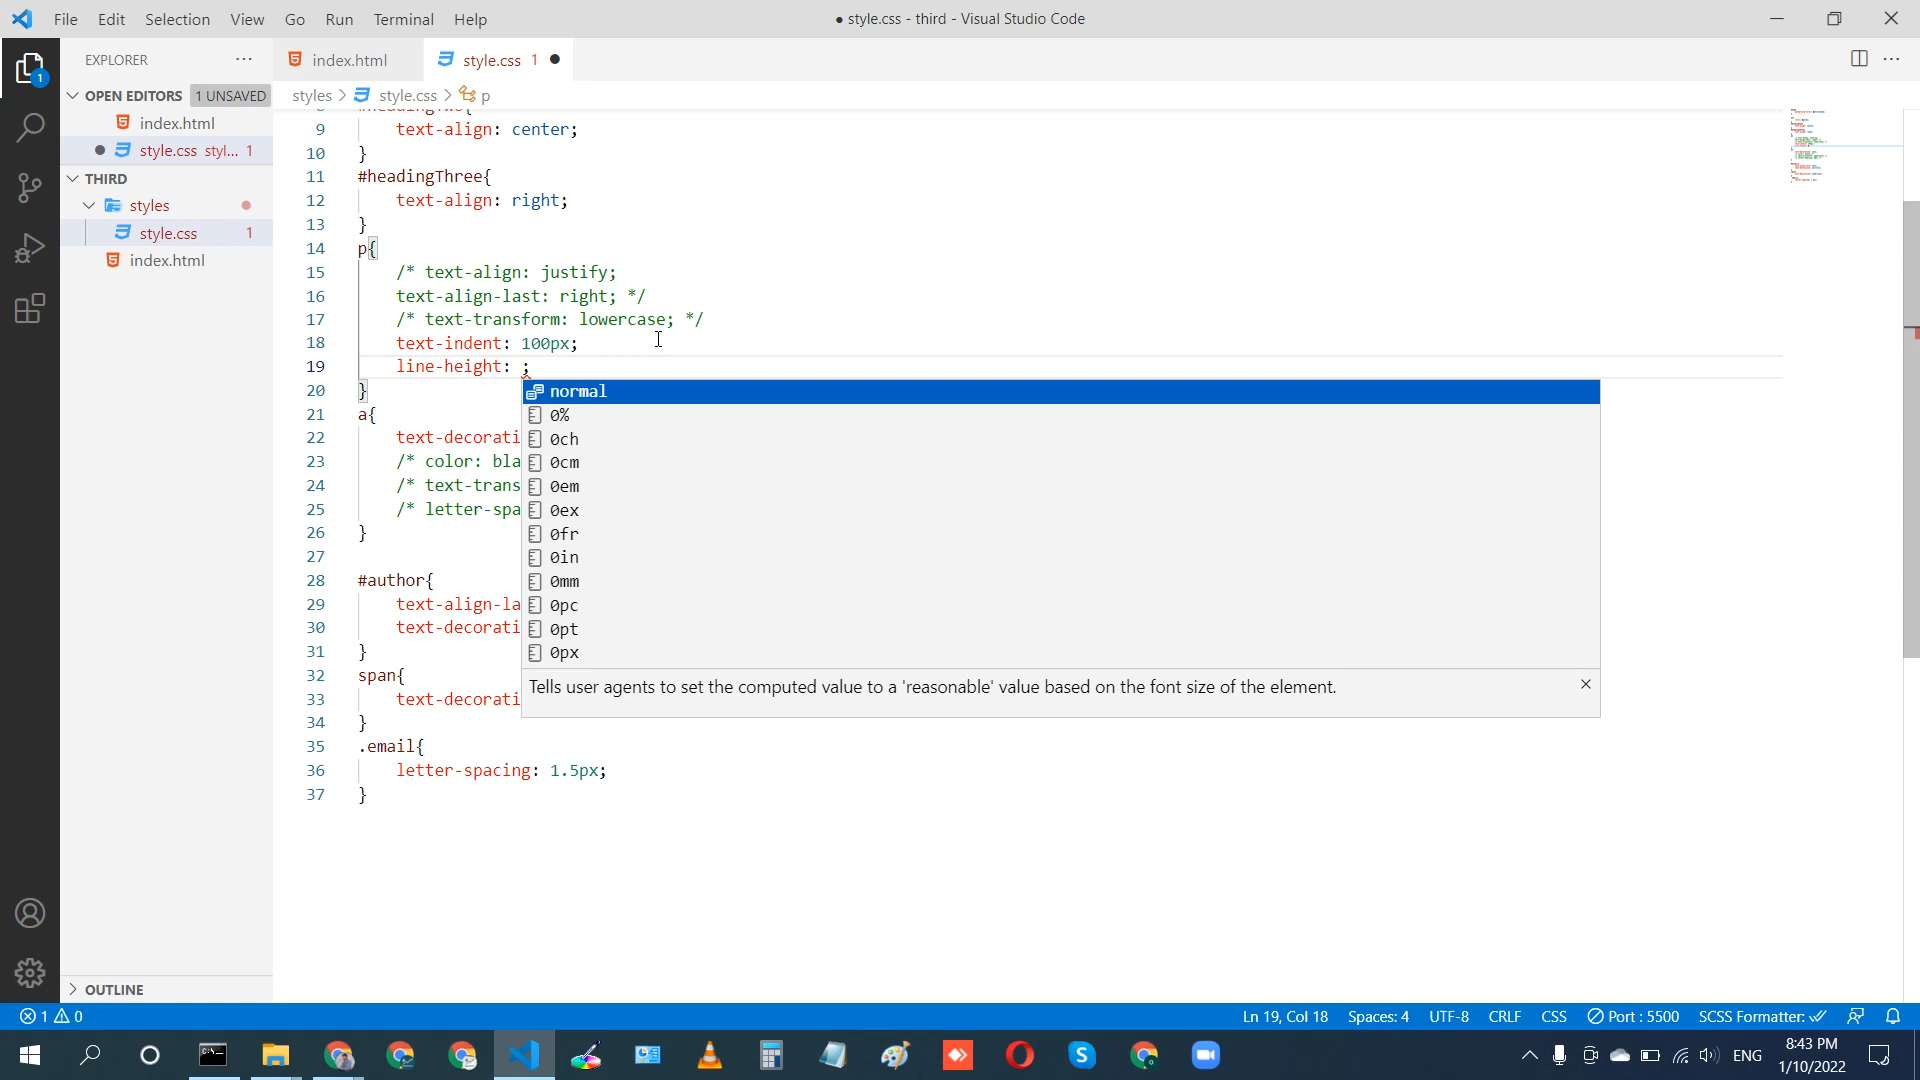 File Edit Selection View Go Run Terminal Help
● style.css - third - Visual Studio Code
EXPLORER
index.html
style.css 1
OPEN EDITORS 1 UNSAVED
index.html
style.css styl... 1
THIRD
styles
style.css 1
index.html
OUTLINE
styles > style.css > p
9 text-align: center;
10 }
11 #headingThree{
12 text-align: right;
13 }
14 p{
15 /* text-align: justify;
16 text-align-last: right; */
17 /* text-transform: lowercase; */
18 text-indent: 100px;
19 line-height: ;
20 }
21 a{
22 text-decorati
23 /* color: bla
24 /* text-trans
25 /* letter-spa
26 }
27
28 #author{
29 text-align-la
30 text-decorati
31 }
32 span{
33 text-decorati
34 }
35 .email{
36 letter-spacing: 1.5px;
37 }
normal
0%
0ch
0cm
0em
0ex
0fr
0in
0mm
0pc
0pt
0px
Tells user agents to set the computed value to a 'reasonable' value based on the font size of the element.
1 0
Ln 19, Col 18 Spaces: 4 UTF-8 CRLF CSS Port : 5500 SCSS Formatter:
ENG
8:43 PM
1/10/2022